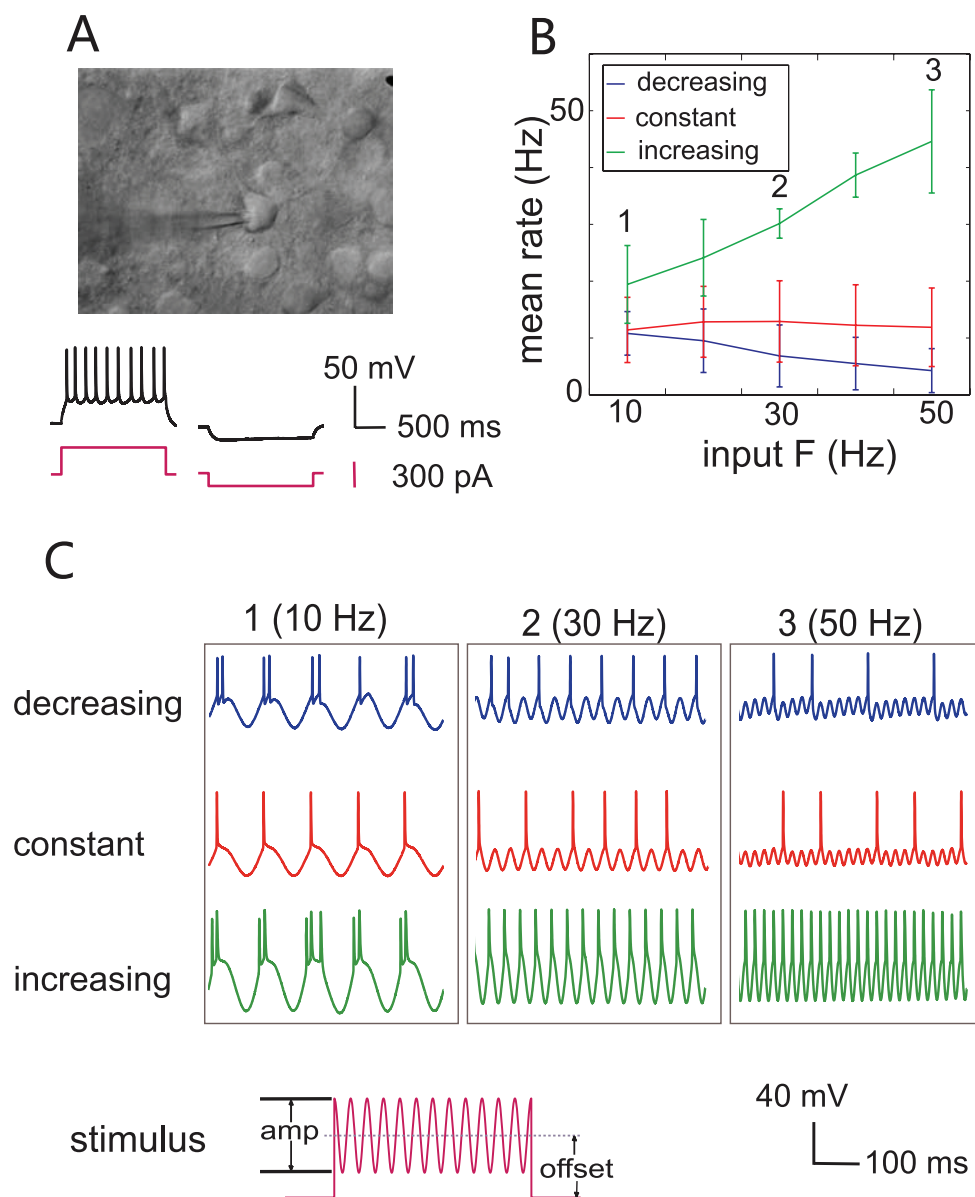 A
50 mV
500 ms
300 pA
B
mean rate (Hz)
50
0
decreasing
constant
increasing
1
2
3
10
30
50
input F (Hz)
C
1 (10 Hz)
2 (30 Hz)
3 (50 Hz)
decreasing
constant
increasing
stimulus
amp
offset
40 mV
100 ms